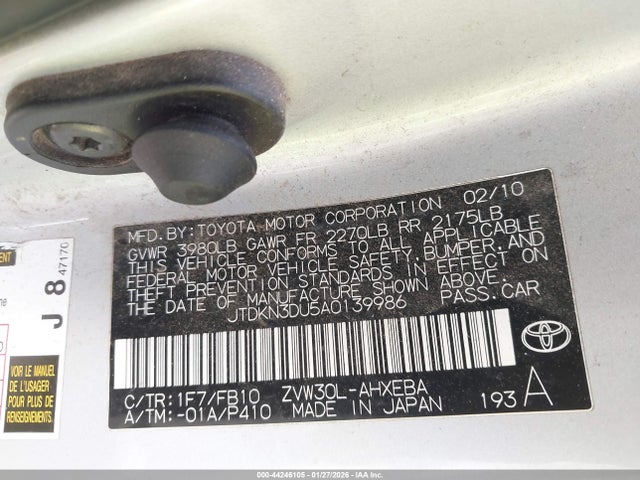 MFD. BY: TOYOTA MOTOR CORPORATION 02/10
GVWR 3980LB GAWR FR 2270LB RR 2175LB
THIS VEHICLE CONFORMS TO ALL APPLICABLE
FEDERAL MOTOR VEHICLE SAFETY, BUMPER, AND
THEFT PREVENTION STANDARDS IN EFFECT ON
THE DATE OF MANUFACTURE SHOWN ABOVE.
JTDKN3DU5A0139986 PASS. CAR
C/TR: 1F7/FB10 ZVW30L-AHXEBA
A/TM: -01A/P410 MADE IN JAPAN 193 A
J 8 47170
VOIR LE MANUEL
DE L'USAGER
POUR PLUS DE
RENSEIGNEMENTS
000-44246105 - 01/27/2026 - IAAI.COM